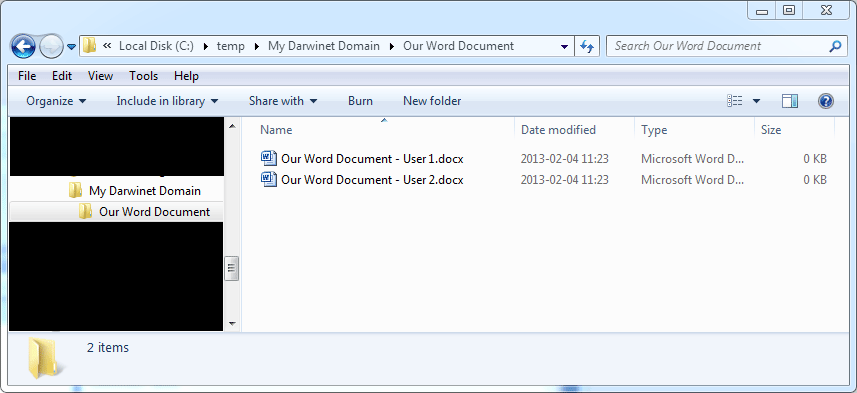 « Local Disk (C:) ▸ temp ▸ My Darwinet Domain ▸ Our Word Document
Search Our Word Document
File Edit View Tools Help
Organize Include in library Share with Burn New folder
Name Date modified Type Size
Our Word Document - User 1.docx 2013-02-04 11:23 Microsoft Word D... 0 KB
Our Word Document - User 2.docx 2013-02-04 11:23 Microsoft Word D... 0 KB
My Darwinet Domain
Our Word Document
2 items